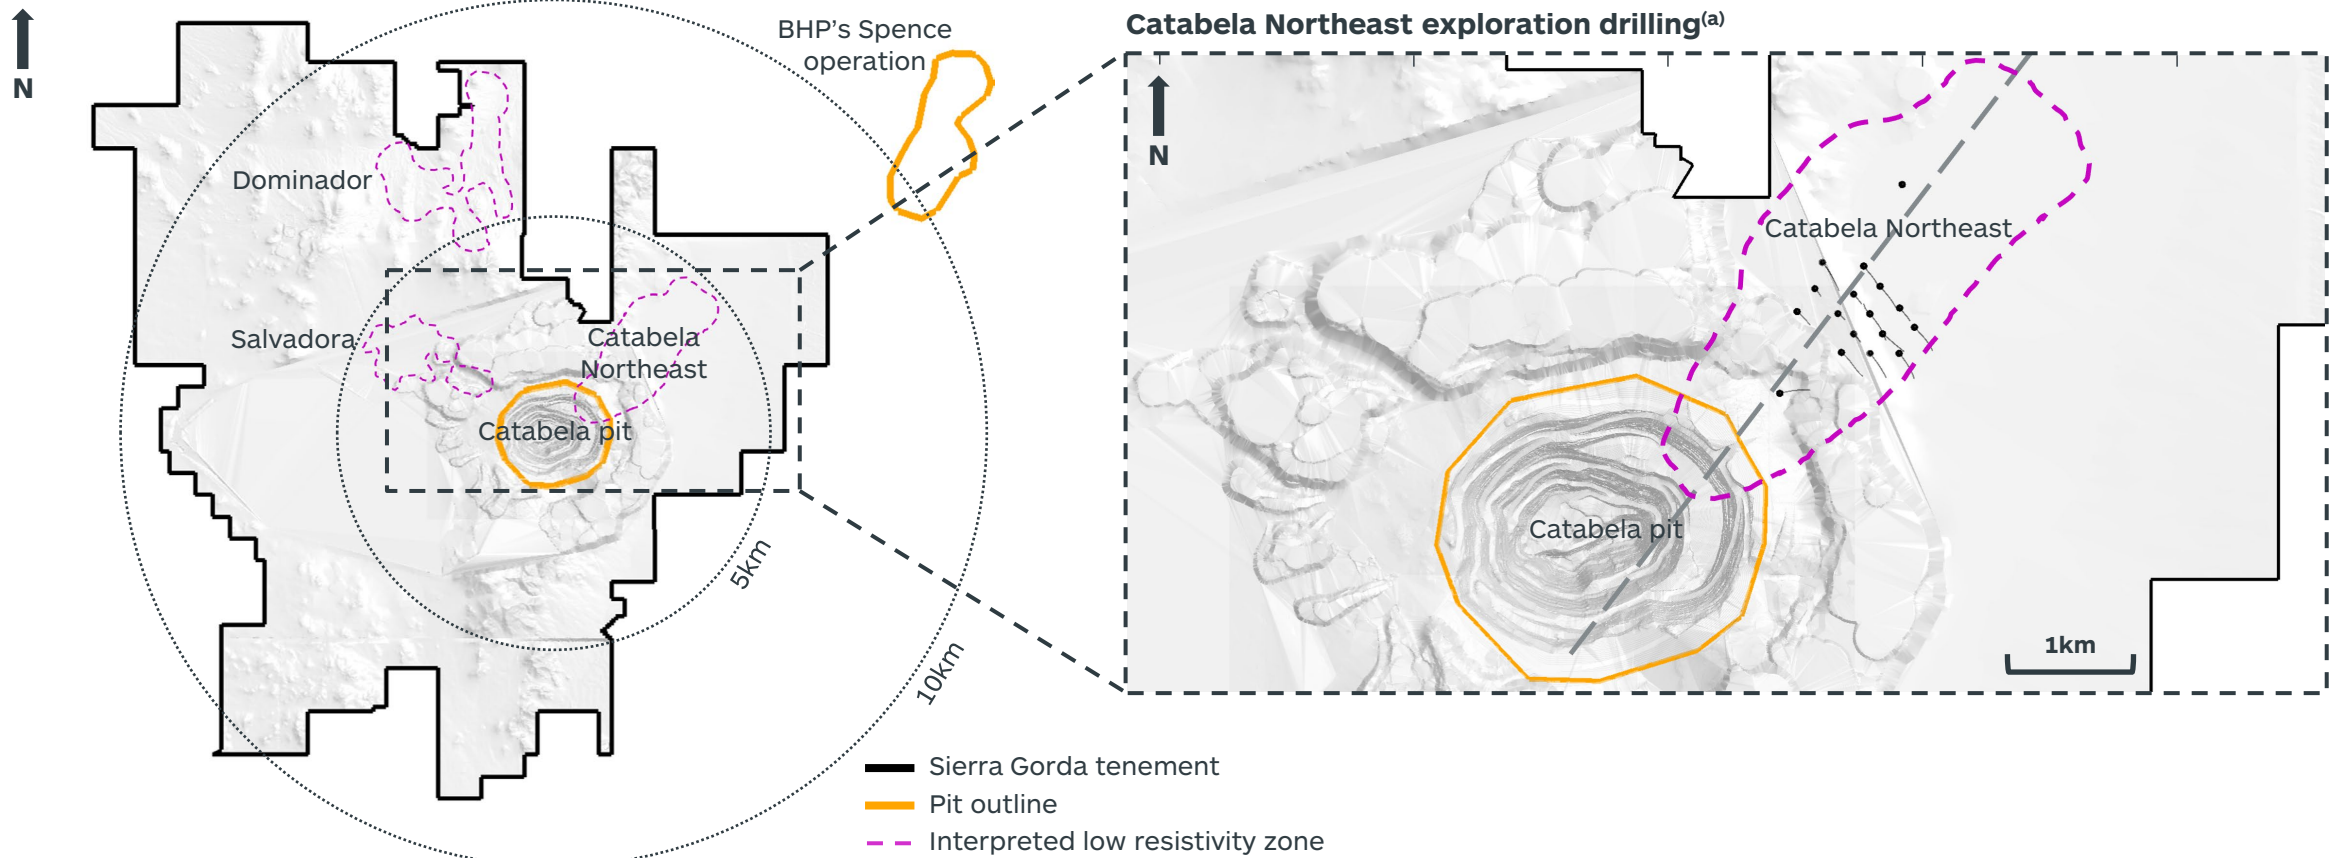 N
BHP's Spence
operation
Dominador
Salvadora
Catabela
Northeast
Catabela pit
5km
10km
Catabela Northeast exploration drilling(a)
N
Catabela Northeast
Catabela pit
1km
Sierra Gorda tenement
Pit outline
Interpreted low resistivity zone